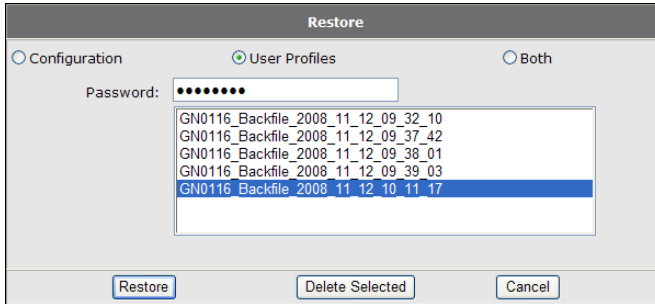 Restore
Configuration User Profiles Both
Password: ••••••••
GN0116_Backfile_2008_11_12_09_32_10
GN0116_Backfile_2008_11_12_09_37_42
GN0116_Backfile_2008_11_12_09_38_01
GN0116_Backfile_2008_11_12_09_39_03
GN0116_Backfile_2008_11_12_10_11_17
Restore Delete Selected Cancel